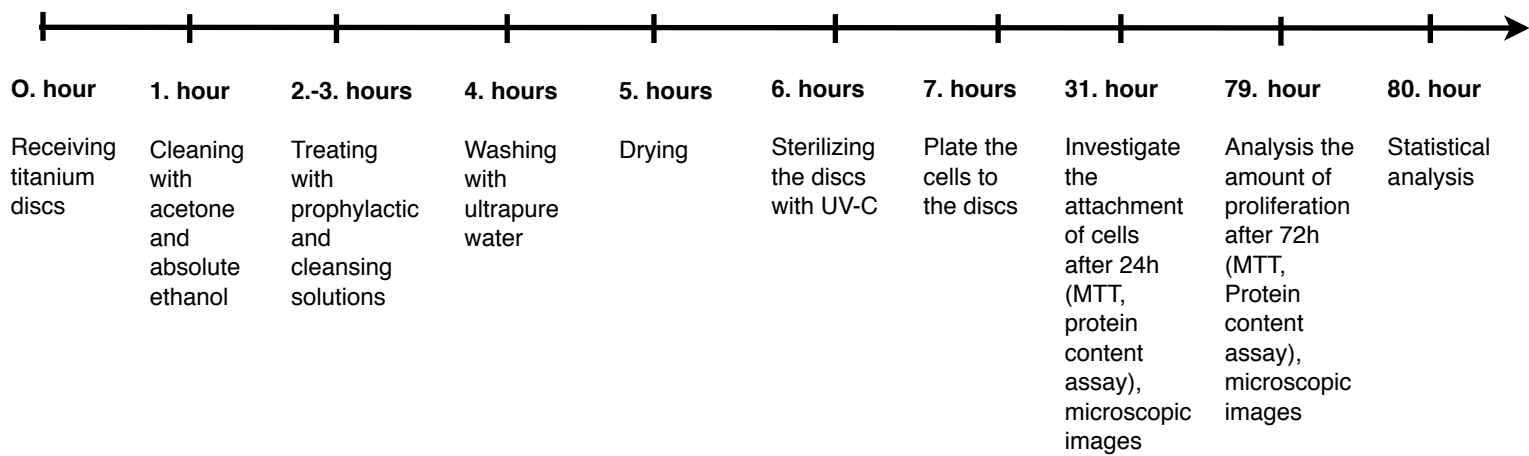 O. hour
Receiving
titanium
discs
1. hour
Cleaning
with
acetone
and
absolute
ethanol
2.-3. hours
Treating
with
prophylactic
and
cleansing
solutions
4. hours
Washing
with
ultrapure
water
5. hours
Drying
6. hours
Sterilizing
the discs
with UV-C
7. hours
Plate the
cells to
the discs
31. hour
Investigate
the
attachment
of cells
after 24h
(MTT,
protein
content
assay),
microscopic
images
79. hour
Analysis the
amount of
proliferation
after 72h
(MTT,
Protein
content
assay),
microscopic
images
80. hour
Statistical
analysis